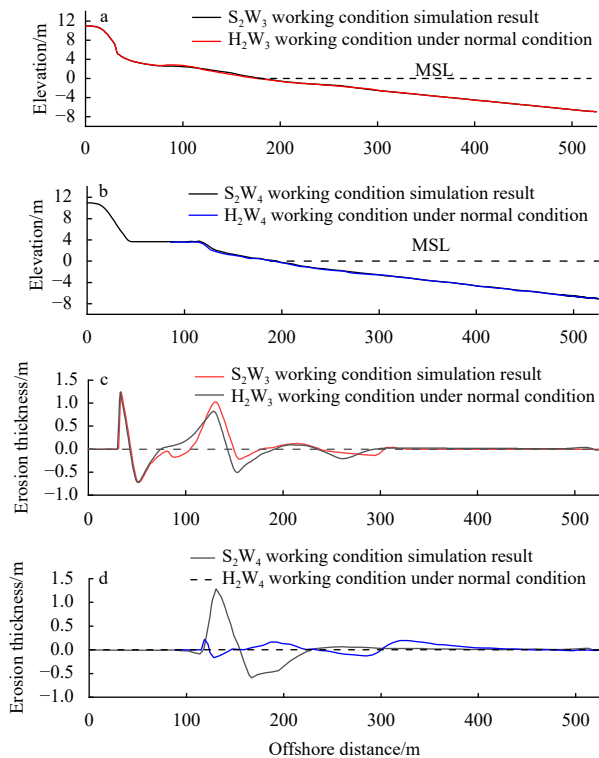 a
S₂W₃ working condition simulation result
H₂W₃ working condition under normal condition
MSL
Elevation/m
12
8
4
0
−4
−8
0 100 200 300 400 500
b
S₂W₄ working condition simulation result
H₂W₄ working condition under normal condition
MSL
Elevation/m
12
8
4
0
−4
−8
0 100 200 300 400 500
c
S₂W₃ working condition simulation result
H₂W₃ working condition under normal condition
Erosion thickness/m
1.5
1.0
0.5
0.0
−0.5
−1.0
0 100 200 300 400 500
d
S₂W₄ working condition simulation result
H₂W₄ working condition under normal condition
Erosion thickness/m
1.5
1.0
0.5
0.0
−0.5
−1.0
0 100 200 300 400 500
Offshore distance/m